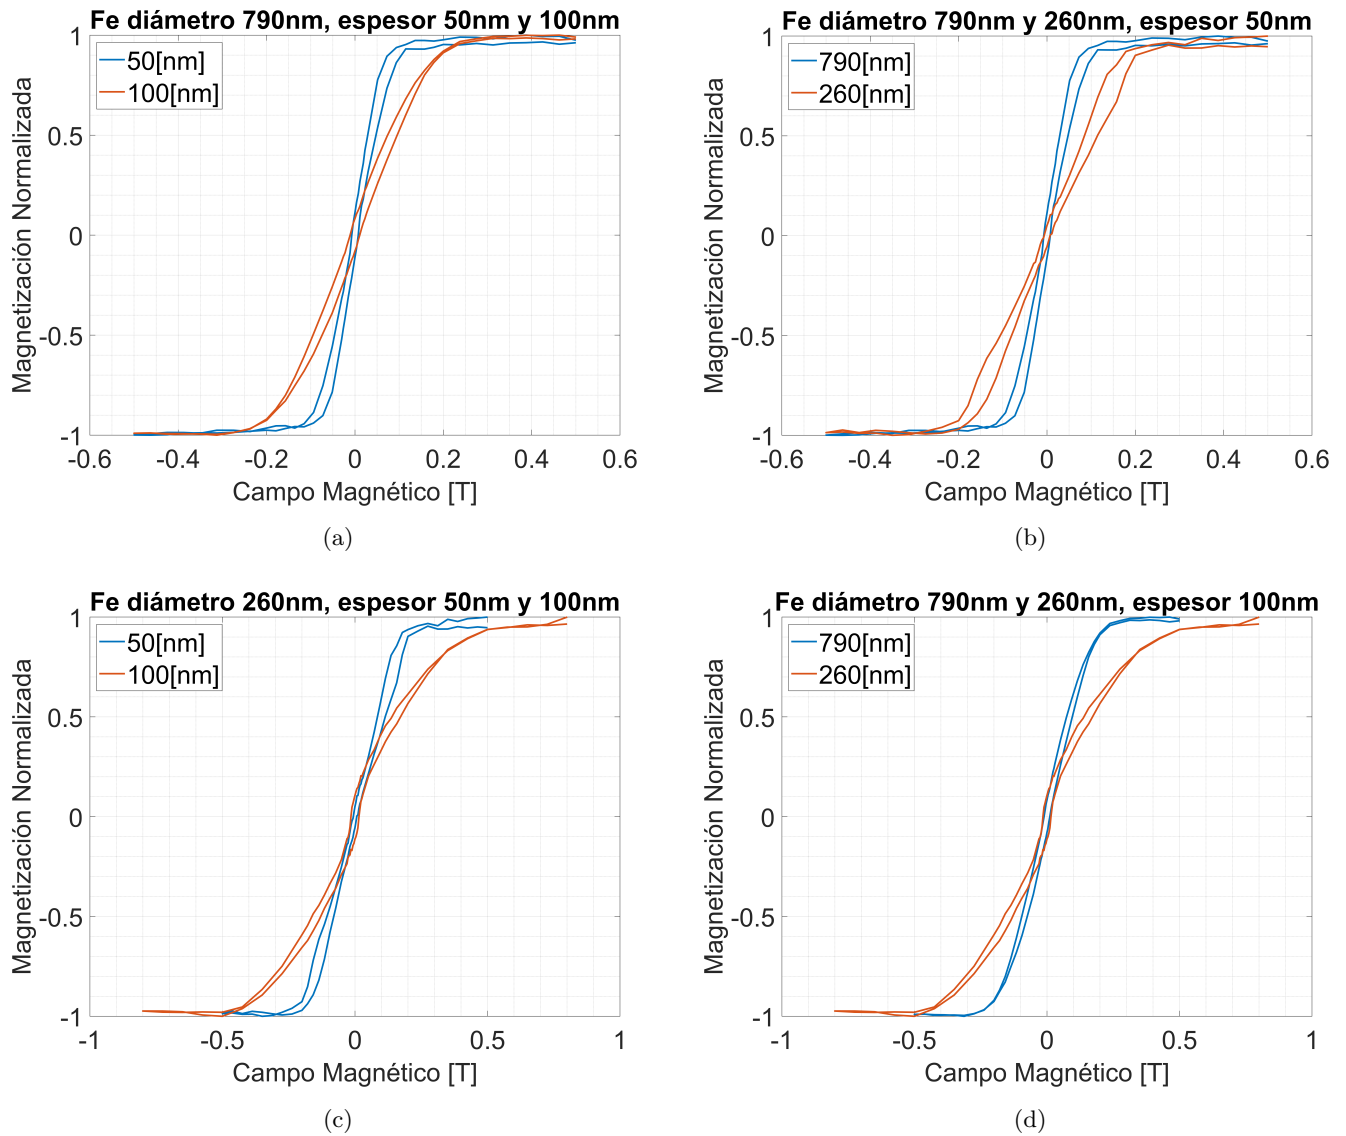 Fe diámetro 790nm, espesor 50nm y 100nm
50[nm]
100[nm]
Magnetización Normalizada
1
0.5
0
-0.5
-1
-0.6
-0.4
-0.2
0
0.2
0.4
0.6
Campo Magnético [T]
(a)
Fe diámetro 790nm y 260nm, espesor 50nm
790[nm]
260[nm]
Magnetización Normalizada
1
0.5
0
-0.5
-1
-0.6
-0.4
-0.2
0
0.2
0.4
0.6
Campo Magnético [T]
(b)
Fe diámetro 260nm, espesor 50nm y 100nm
50[nm]
100[nm]
Magnetización Normalizada
1
0.5
0
-0.5
-1
-1
-0.5
0
0.5
1
Campo Magnético [T]
(c)
Fe diámetro 790nm y 260nm, espesor 100nm
790[nm]
260[nm]
Magnetización Normalizada
1
0.5
0
-0.5
-1
-1
-0.5
0
0.5
1
Campo Magnético [T]
(d)